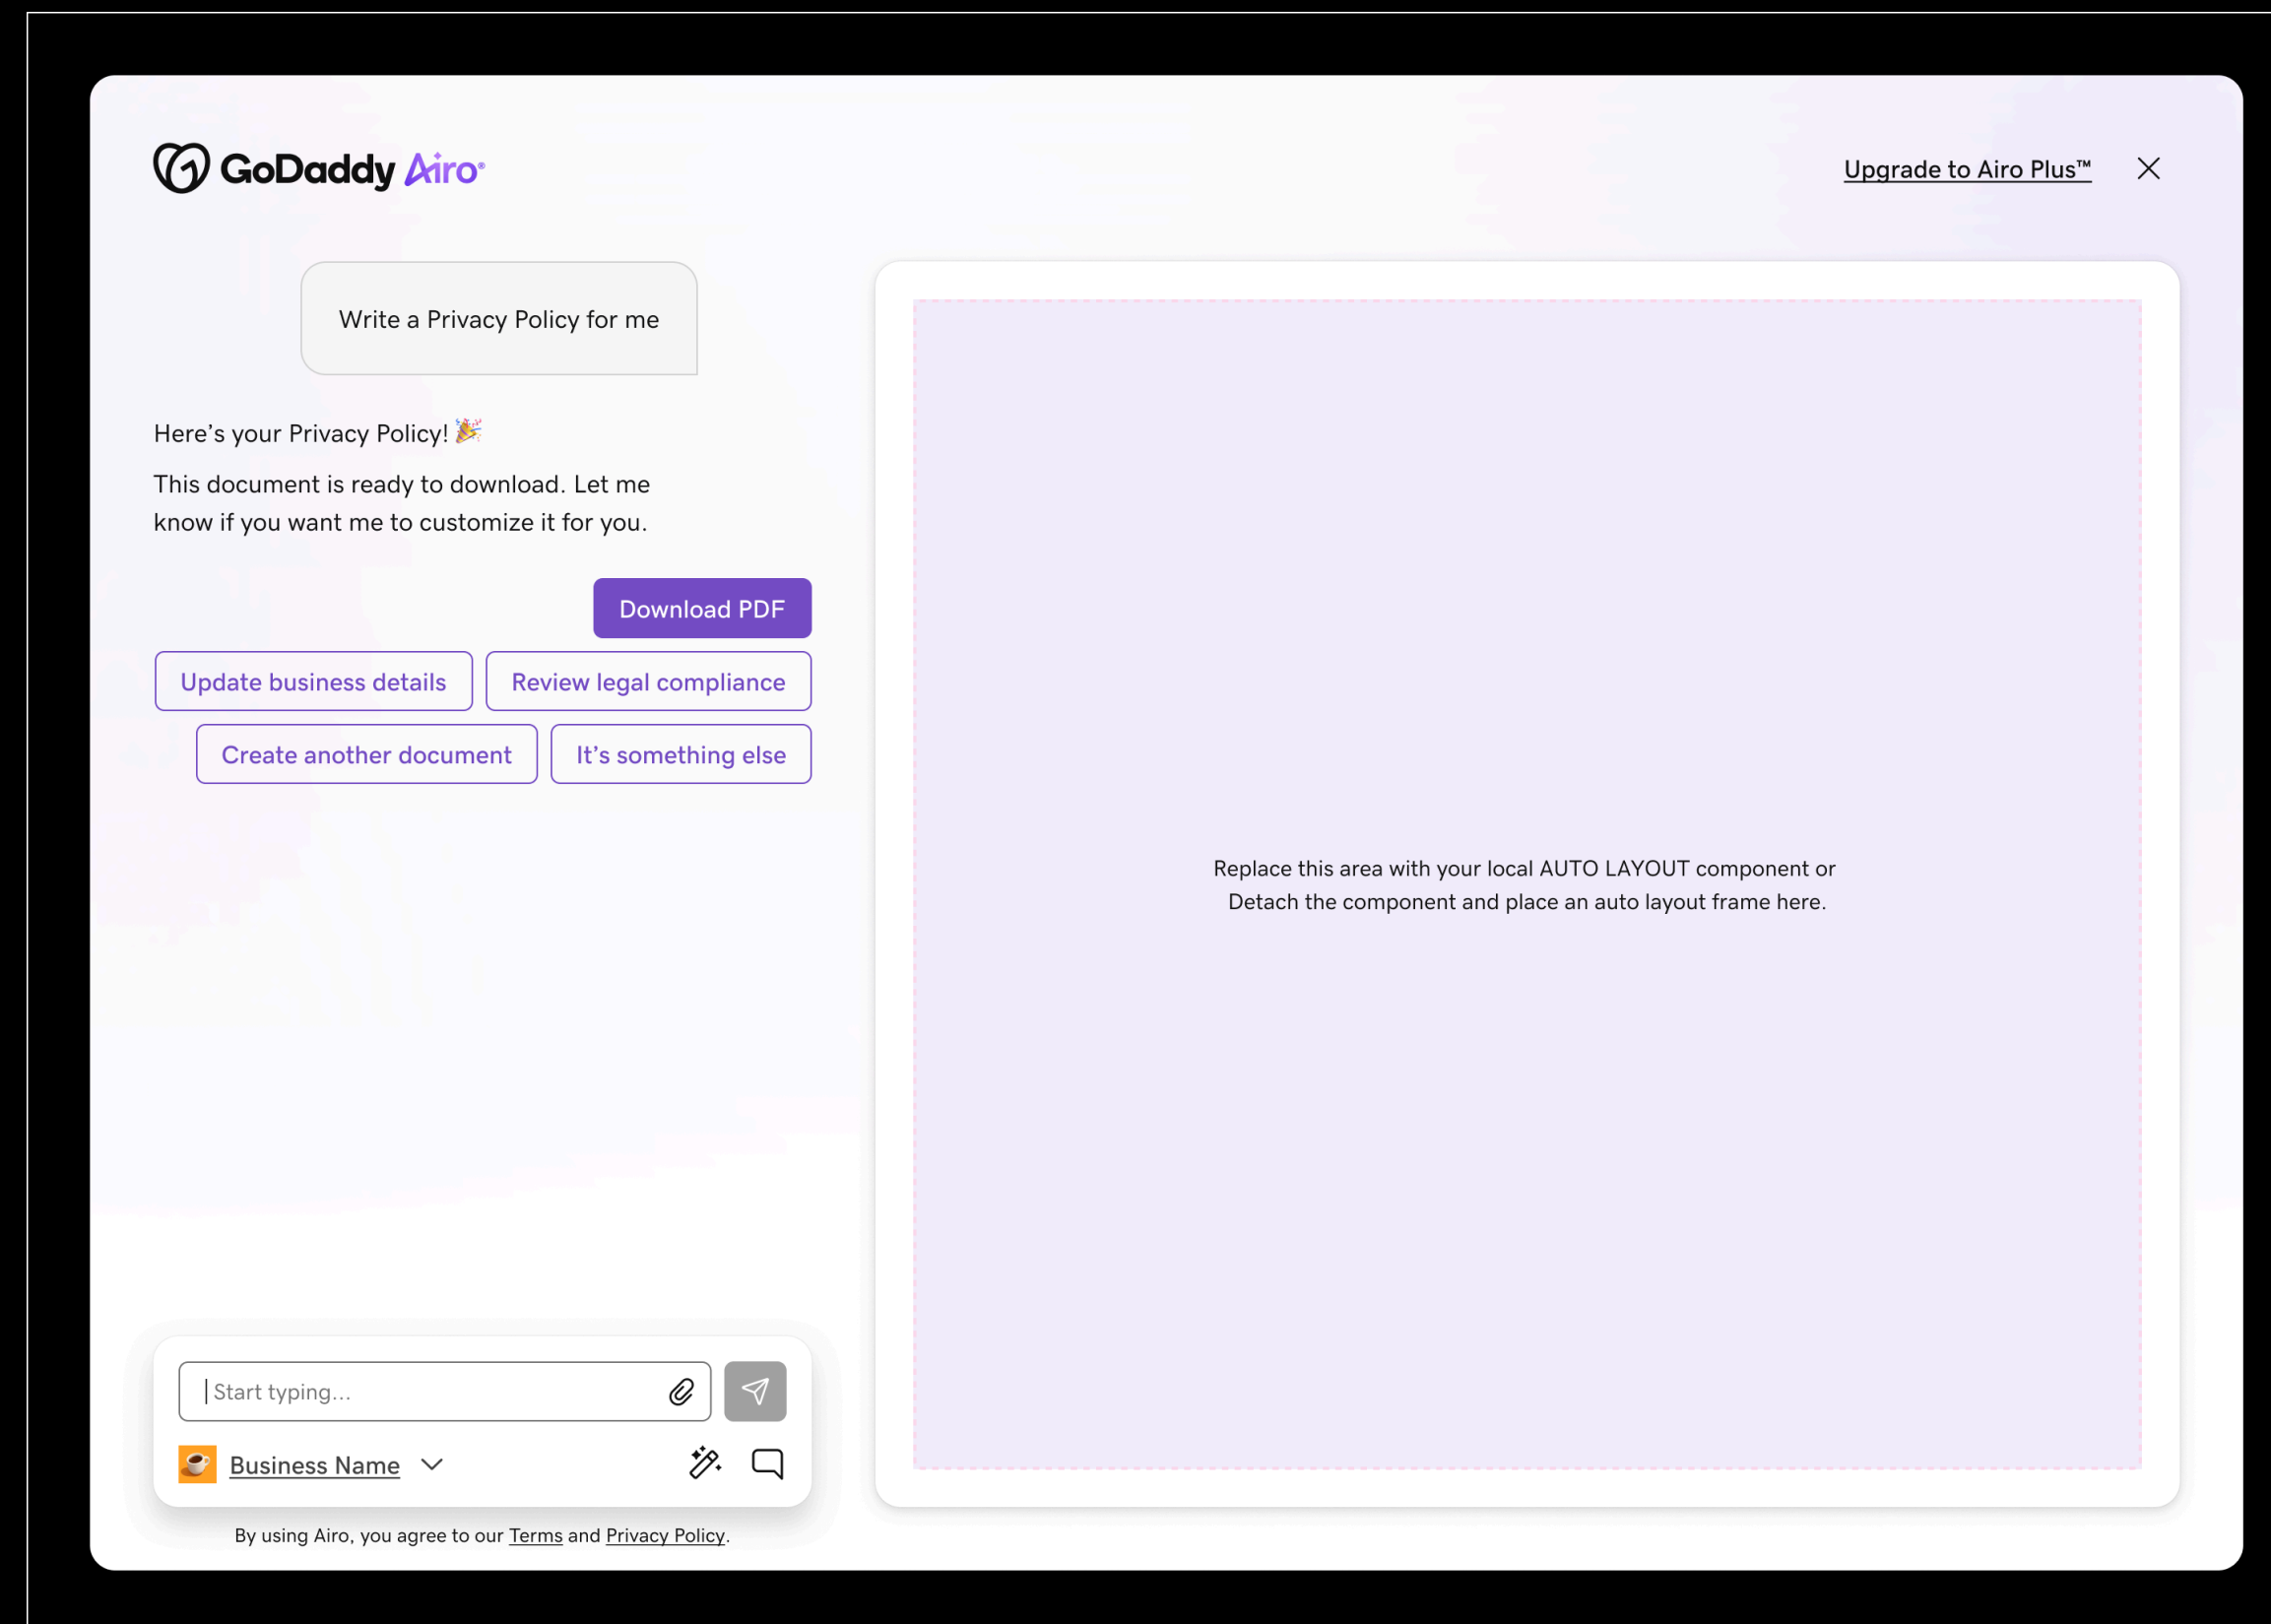 GoDaddy Airo®
Upgrade to Airo Plus™
Write a Privacy Policy for me
Here’s your Privacy Policy! 🎉
This document is ready to download. Let me
know if you want me to customize it for you.
Download PDF
Update business details
Review legal compliance
Create another document
It’s something else
Replace this area with your local AUTO LAYOUT component or
Detach the component and place an auto layout frame here.
Start typing...
Business Name
By using Airo, you agree to our Terms and Privacy Policy.